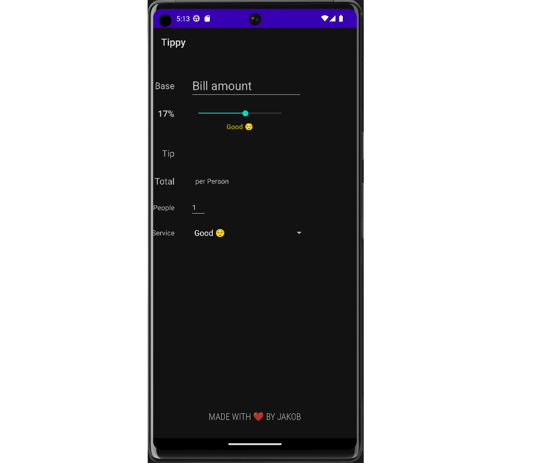 5:13
Tippy
Base Bill amount
17%
Good 😌
Tip
Total per Person
People 1
Service Good 😌
MADE WITH ❤️ BY JAKOB